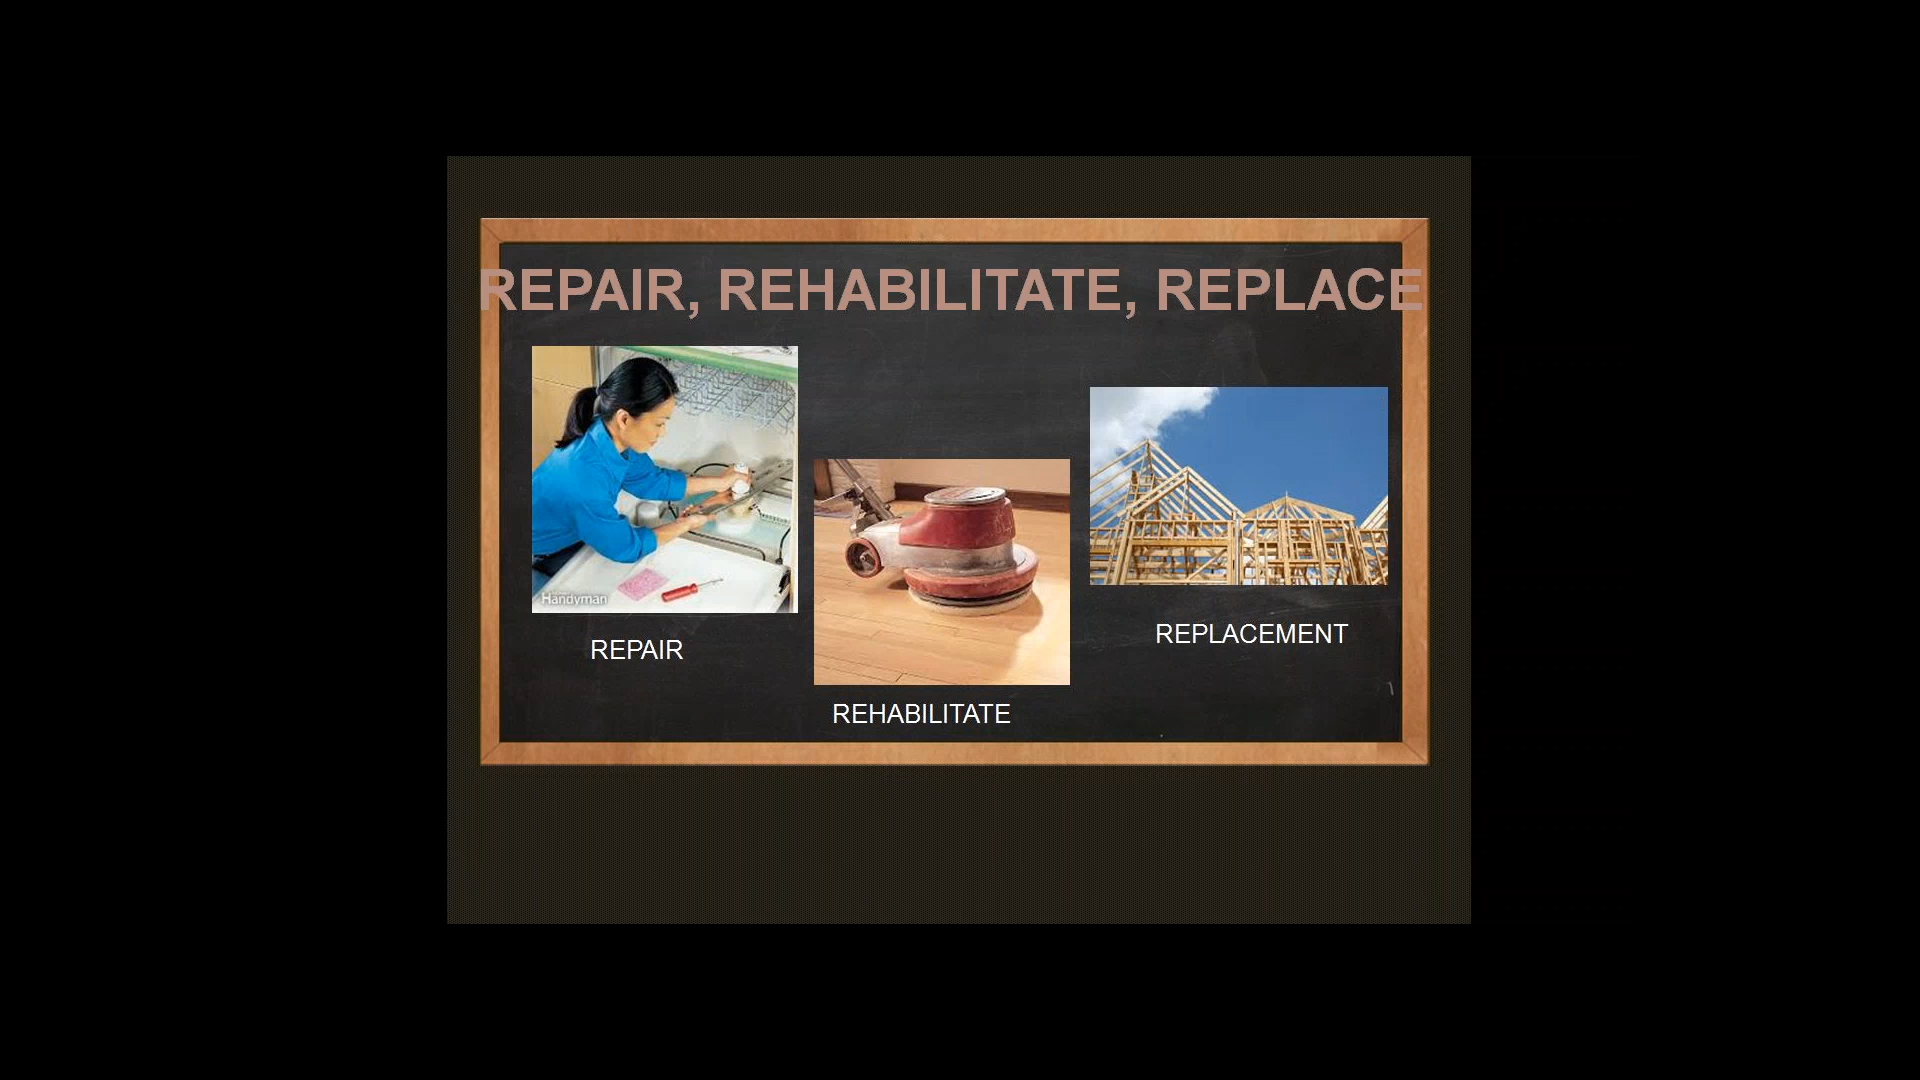 REPAIR, REHABILITATE, REPLACE
Handyman
REPAIR
REHABILITATE
REPLACEMENT